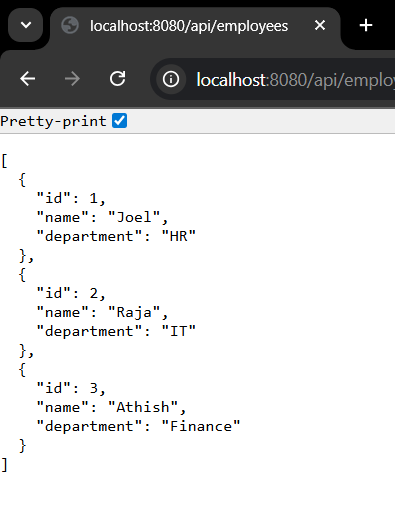 localhost:8080/api/employees
localhost:8080/api/employ
Pretty-print
[
  {
    "id": 1,
    "name": "Joel",
    "department": "HR"
  },
  {
    "id": 2,
    "name": "Raja",
    "department": "IT"
  },
  {
    "id": 3,
    "name": "Athish",
    "department": "Finance"
  }
]